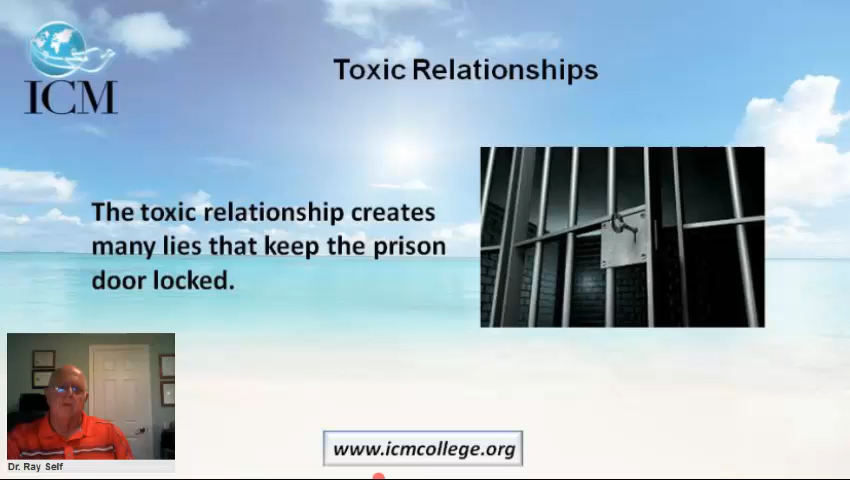 ICM
Toxic Relationships
The toxic relationship creates
many lies that keep the prison
door locked.
Dr. Ray Self
www.icmcollege.org